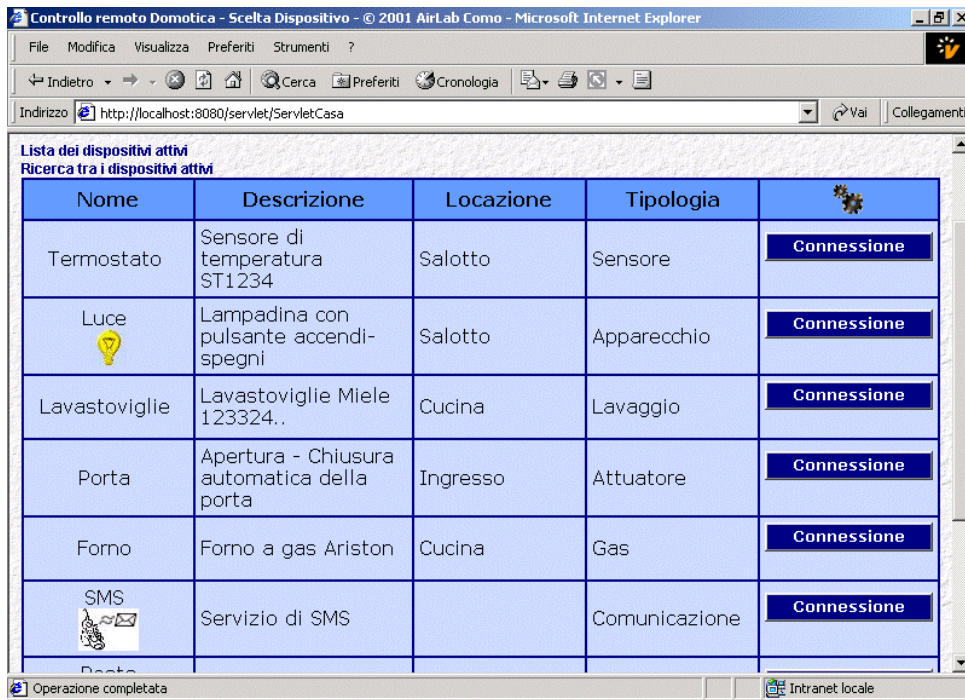 Controllo remoto Domotica - Scelta Dispositivo - © 2001 AirLab Como - Microsoft Internet Explorer
File Modifica Visualizza Preferiti Strumenti ?
Indietro Cerca Preferiti Cronologia
Indirizzo http://localhost:8080/servlet/ServletCasa Vai Collegamenti
Lista dei dispositivi attivi
Ricerca tra i dispositivi attivi
Nome Descrizione Locazione Tipologia
Termostato
Sensore di
temperatura
ST1234
Salotto
Sensore
Connessione
Luce
Lampadina con
pulsante accendi-
spegni
Salotto
Apparecchio
Connessione
Lavastoviglie
Lavastoviglie Miele
123324..
Cucina
Lavaggio
Connessione
Porta
Apertura - Chiusura
automatica della
porta
Ingresso
Attuatore
Connessione
Forno
Forno a gas Ariston
Cucina
Gas
Connessione
SMS
Servizio di SMS
Comunicazione
Connessione
Operazione completata
Intranet locale